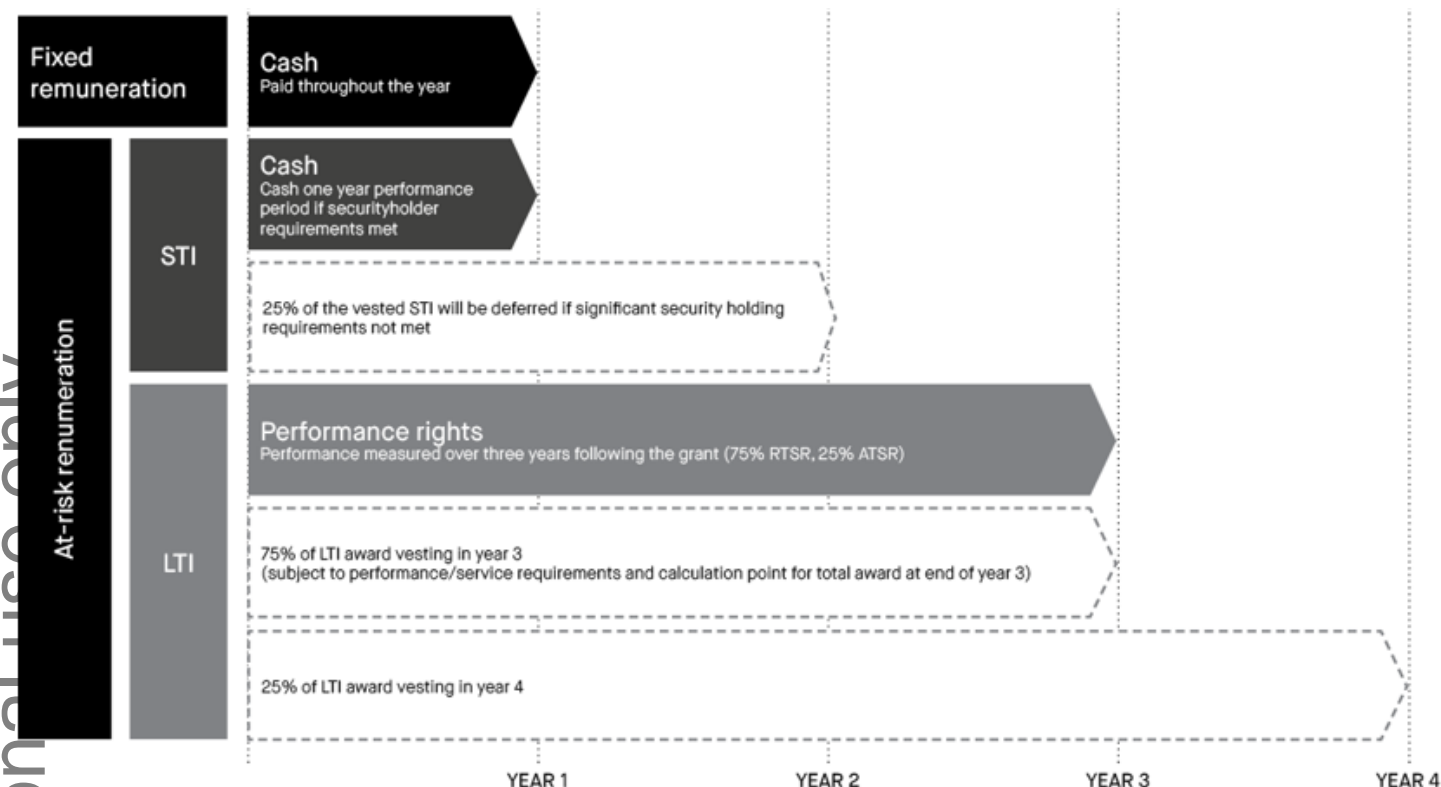 Fixed
remuneration
Cash
Paid throughout the year
At-risk renumeration
STI
Cash
Cash one year performance
period if securityholder
requirements met
25% of the vested STI will be deferred if significant security holding
requirements not met
LTI
Performance rights
Performance measured over three years following the grant (75% RTSR, 25% ATSR)
75% of LTI award vesting in year 3
(subject to performance/service requirements and calculation point for total award at end of year 3)
25% of LTI award vesting in year 4
YEAR 1
YEAR 2
YEAR 3
YEAR 4
onal use only